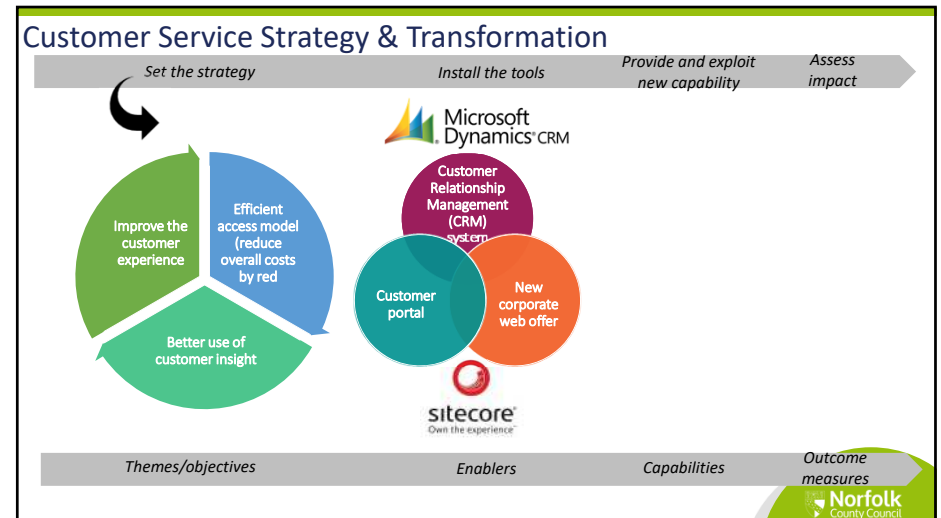 Customer Service Strategy & Transformation
Set the strategy
Install the tools
Provide and exploit
new capability
Assess
impact
Microsoft
Dynamics CRM
Customer
Relationship
Management
(CRM)
system
Improve the
customer
experience
Efficient
access model
(reduce
overall costs
by red
Customer
portal
New
corporate
web offer
Better use of
customer insight
sitecore
Own the experience
Themes/objectives
Enablers
Capabilities
Outcome
measures
Norfolk
County Council